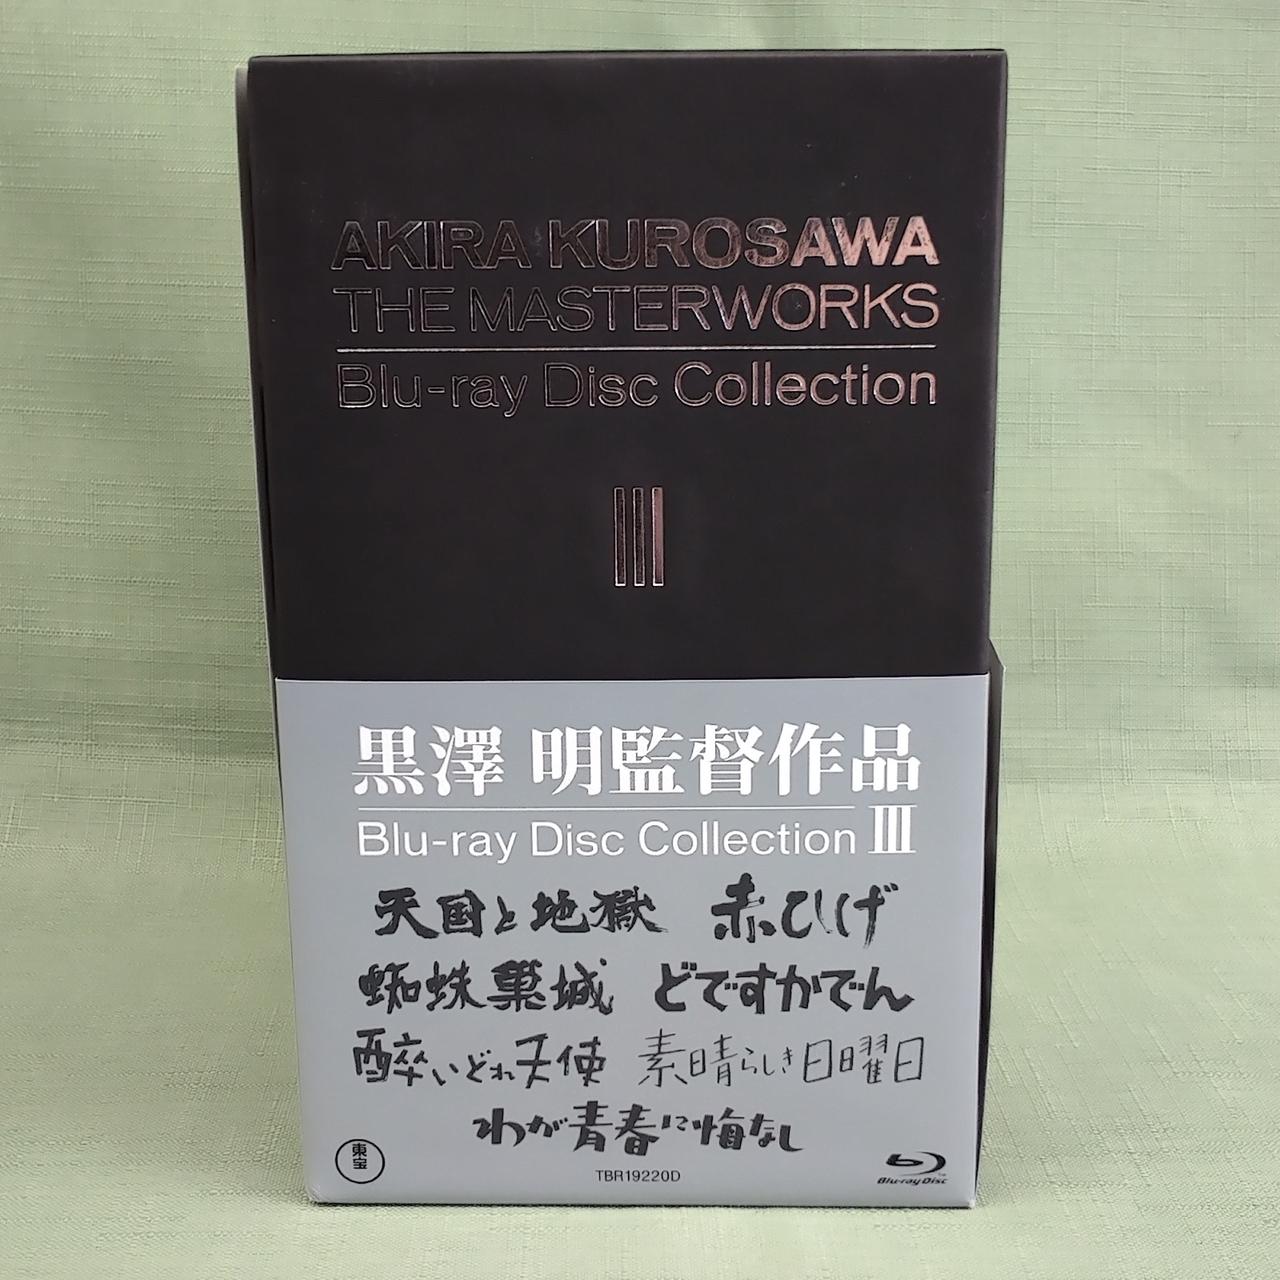 AKIRA KUROSAWA
THE MASTERWORKS
Blu-ray Disc Collection
III
黒澤 明監督作品
Blu-ray Disc Collection III
天国と地獄 赤ひげ
蜘蛛巣城 どですかでん
酔いどれ天使 素晴らしき日曜日
わが青春に悔なし
東宝
TBR19220D
Blu-ray Disc